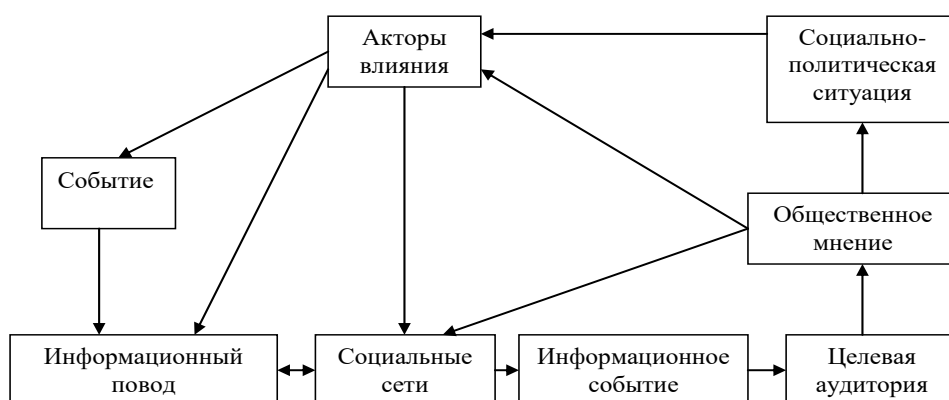 Акторы
влияния
Социально-
политическая
ситуация
Событие
Общественное
мнение
Информационный
повод
Социальные
сети
Информационное
событие
Целевая
аудитория